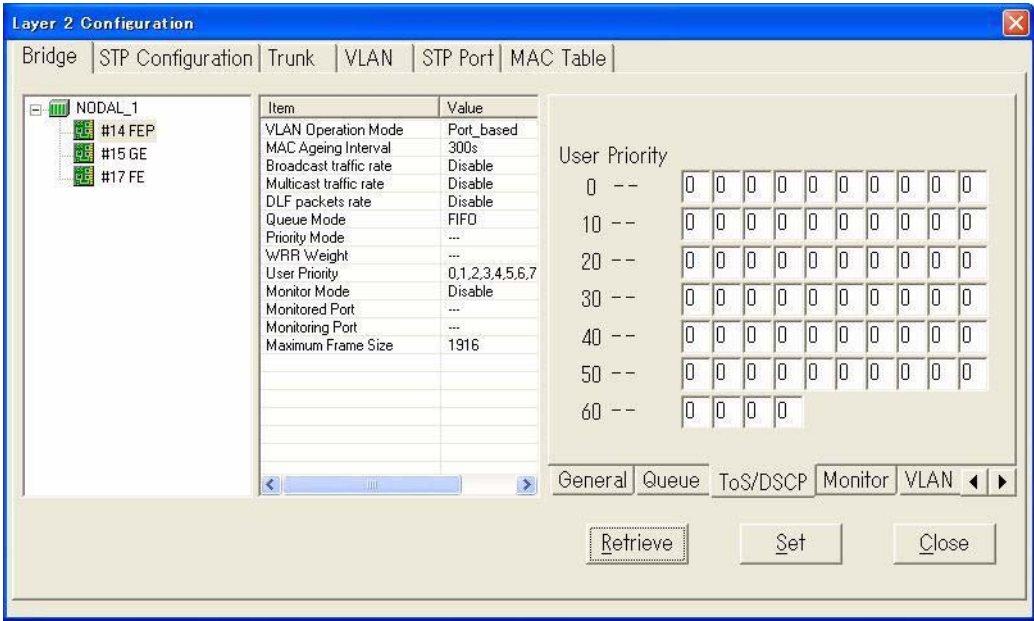 Layer 2 Configuration
Bridge STP Configuration Trunk VLAN STP Port MAC Table
NODAL_1
#14 FEP
#15 GE
#17 FE
Item Value
VLAN Operation Mode Port_based
MAC Ageing Interval 300s
Broadcast traffic rate Disable
Multicast traffic rate Disable
DLF packets rate Disable
Queue Mode FIFO
Priority Mode ---
WRR Weight ---
User Priority 0,1,2,3,4,5,6,7
Monitor Mode Disable
Monitored Port ---
Monitoring Port ---
Maximum Frame Size 1916
User Priority
0 -- 0 0 0 0 0 0 0 0 0 0
10 -- 0 0 0 0 0 0 0 0 0 0
20 -- 0 0 0 0 0 0 0 0 0 0
30 -- 0 0 0 0 0 0 0 0 0 0
40 -- 0 0 0 0 0 0 0 0 0 0
50 -- 0 0 0 0 0 0 0 0 0 0
60 -- 0 0 0 0
General Queue ToS/DSCP Monitor VLAN
Retrieve Set Close